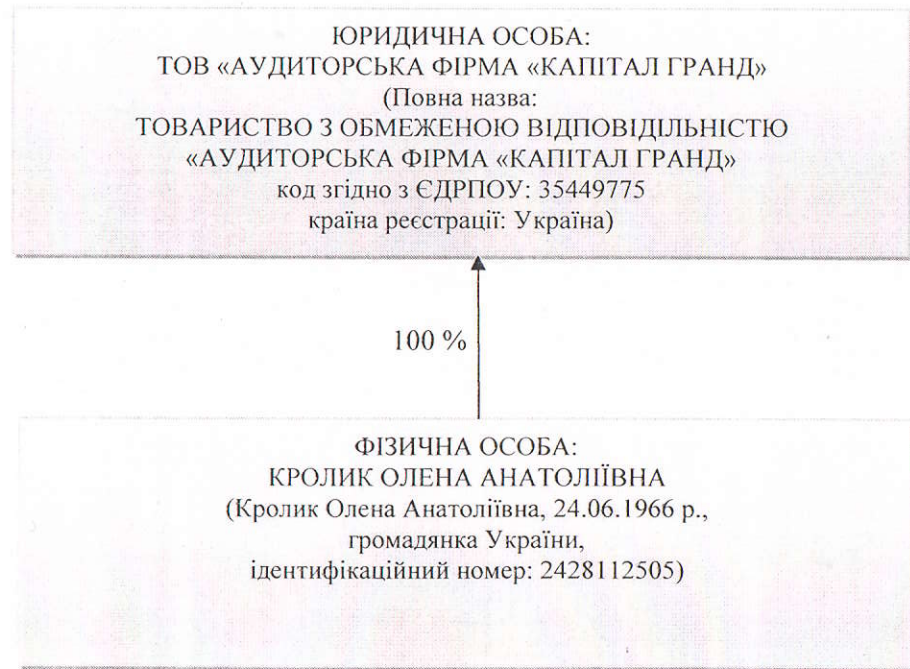 ЮРИДИЧНА ОСОБА:
ТОВ «АУДИТОРСЬКА ФІРМА «КАПІТАЛ ГРАНД»
(Повна назва:
ТОВАРИСТВО З ОБМЕЖЕНОЮ ВІДПОВІДІЛЬНІСТЮ
«АУДИТОРСЬКА ФІРМА «КАПІТАЛ ГРАНД»
код згідно з ЄДРПОУ: 35449775
країна реєстрації: Україна)
100 %
ФІЗИЧНА ОСОБА:
КРОЛИК ОЛЕНА АНАТОЛІЇВНА
(Кролик Олена Анатоліївна, 24.06.1966 р.,
громадянка України,
ідентифікаційний номер: 2428112505)